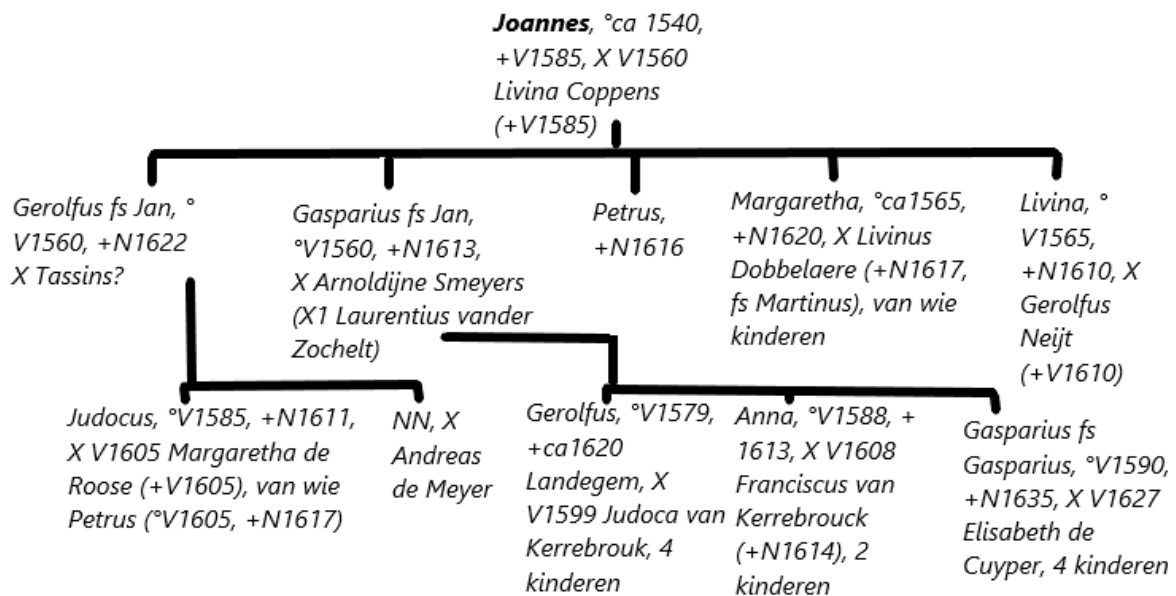 Joannes, °ca 1540,
+V1585, X V1560
Livina Coppens
(+V1585)
Gerolfus fs Jan, °
V1560, +N1622
X Tassins?
Gasparius fs Jan,
°V1560, +N1613,
X Arnoldijne Smeyers
(X1 Laurentius vander
Zochelt)
Petrus,
+N1616
Margaretha, °ca1565,
+N1620, X Livinus
Dobbelaere (+N1617,
fs Martinus), van wie
kinderen
Livina, °
V1565,
+N1610, X
Gerolfus
Neijt
(+V1610)
Judocus, °V1585, +N1611,
X V1605 Margaretha de
Roose (+V1605), van wie
Petrus (°V1605, +N1617)
NN, X
Andreas
de Meyer
Gerolfus, °V1579,
+ca1620
Landegem, X
V1599 Judoca van
Kerrebrouk, 4
kinderen
Anna, °V1588, +
1613, X V1608
Franciscus van
Kerrebrouck
(+N1614), 2
kinderen
Gasparius fs
Gasparius, °V1590,
+N1635, X V1627
Elisabeth de
Cuyper, 4 kinderen